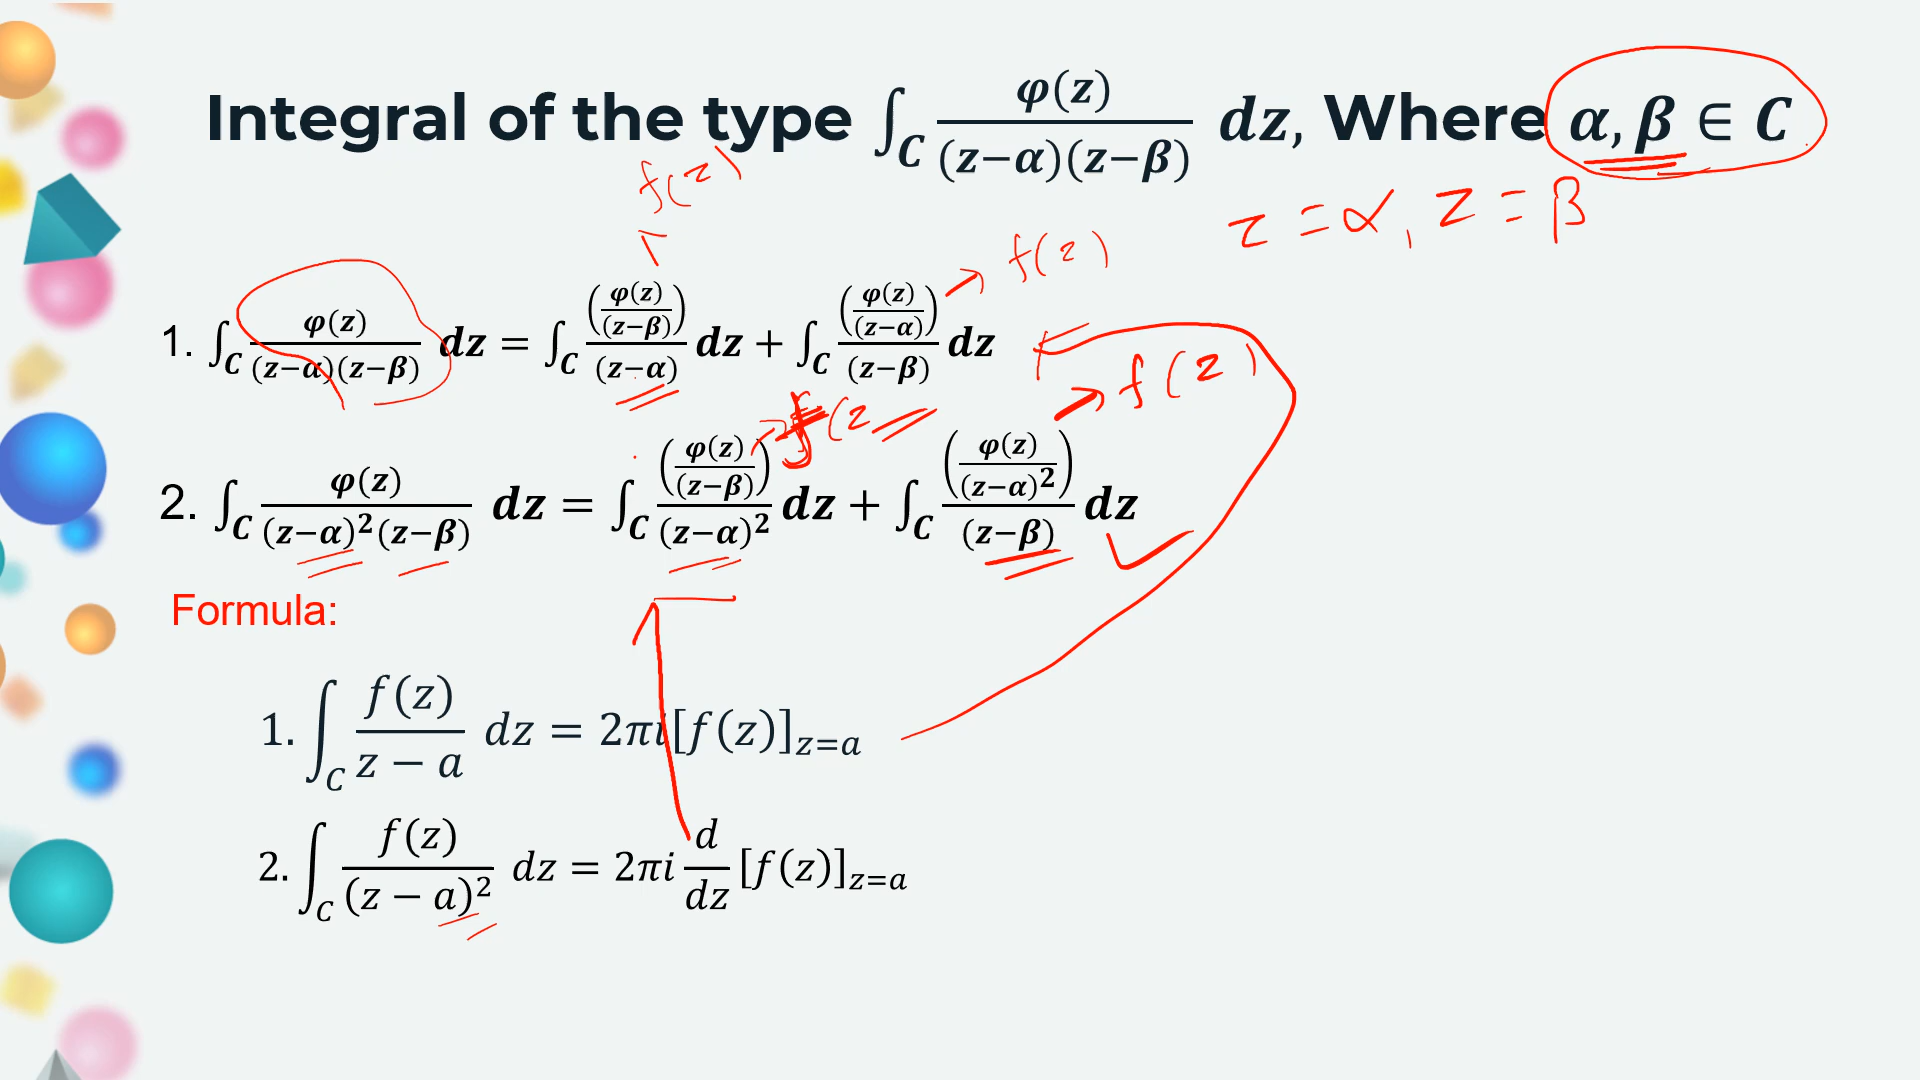 Integral of the type ∫_C φ(z)/((z−α)(z−β)) dz, Where α, β ∈ C
f(z)
z = α, z = β
f(z)
1. ∫_C φ(z)/((z−α)(z−β)) dz = ∫_C (φ(z)/(z−β))/(z−α) dz + ∫_C (φ(z)/(z−α))/(z−β) dz
f(z)
f(z
2. ∫_C φ(z)/((z−α)²(z−β)) dz = ∫_C (φ(z)/(z−β))/(z−α)² dz + ∫_C (φ(z)/(z−α)²)/(z−β) dz
Formula:
1. ∫_C f(z)/(z − a) dz = 2πi[f(z)]_{z=a}
2. ∫_C f(z)/(z − a)² dz = 2πi d/dz [f(z)]_{z=a}